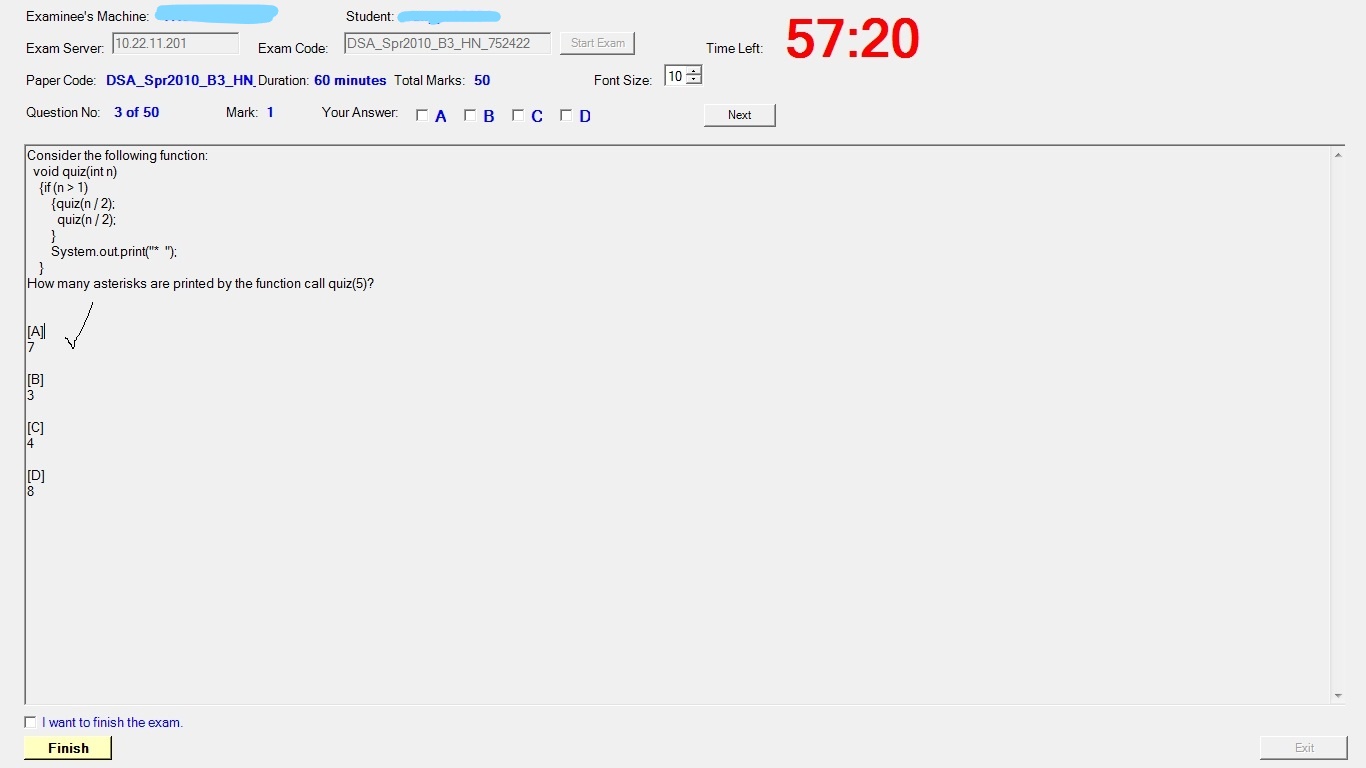 Examinee's Machine: Student:
Exam Server: 10.22.11.201 Exam Code: DSA_Spr2010_B3_HN_752422 Start Exam Time Left: 57:20
Paper Code: DSA_Spr2010_B3_HN_ Duration: 60 minutes Total Marks: 50 Font Size: 10
Question No: 3 of 50 Mark: 1 Your Answer: A B C D Next
Consider the following function:
void quiz(int n)
{if (n > 1)
{quiz(n / 2);
quiz(n / 2);
}
System.out.print("* ");
}
How many asterisks are printed by the function call quiz(5)?
[A]
7
[B]
3
[C]
4
[D]
8
I want to finish the exam.
Finish Exit